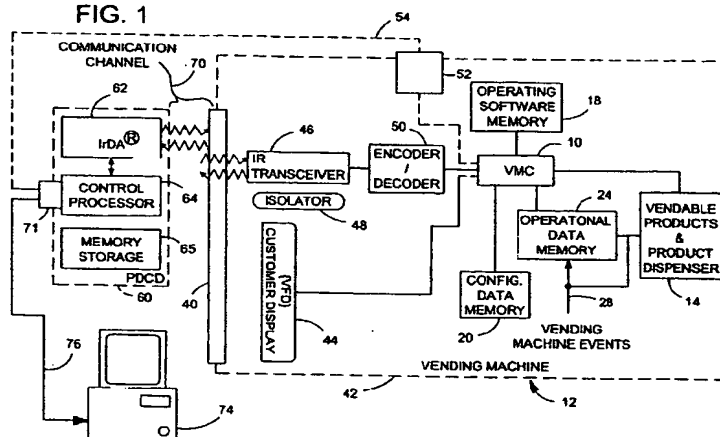 FIG. 1
COMMUNICATION
CHANNEL
54
70
52
62
IrDA®
CONTROL
PROCESSOR
64
71
MEMORY
STORAGE
65
PDCD
60
40
46
IR
TRANSCEIVER
ISOLATOR
48
(VFD)
CUSTOMER DISPLAY
44
50
ENCODER
/
DECODER
OPERATING
SOFTWARE
MEMORY
18
10
VMC
24
OPERATONAL
DATA
MEMORY
VENDABLE
PRODUCTS
&
PRODUCT
DISPENSER
14
CONFIG.
DATA
MEMORY
20
28
VENDING
MACHINE EVENTS
VENDING MACHINE
42
12
76
74